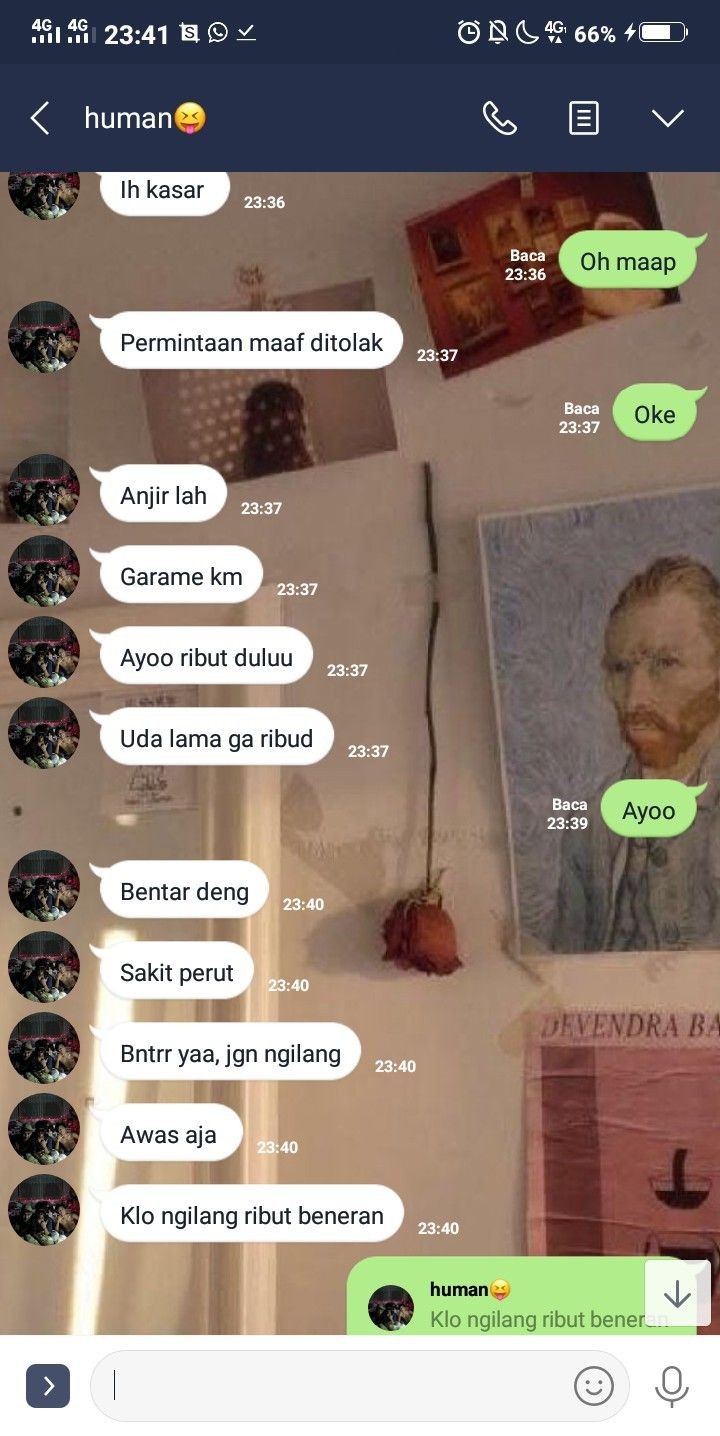 4G 4G 23:41
4G 66%
human😝
Ih kasar
23:36
Baca
23:36
Oh maap
Permintaan maaf ditolak
23:37
Baca
23:37
Oke
Anjir lah
23:37
Garame km
23:37
Ayoo ribut duluu
23:37
Uda lama ga ribud
23:37
Baca
23:39
Ayoo
Bentar deng
23:40
Sakit perut
23:40
Bntrr yaa, jgn ngilang
23:40
Awas aja
23:40
Klo ngilang ribut beneran
23:40
human😝
Klo ngilang ribut beneran
DEVENDRA BA